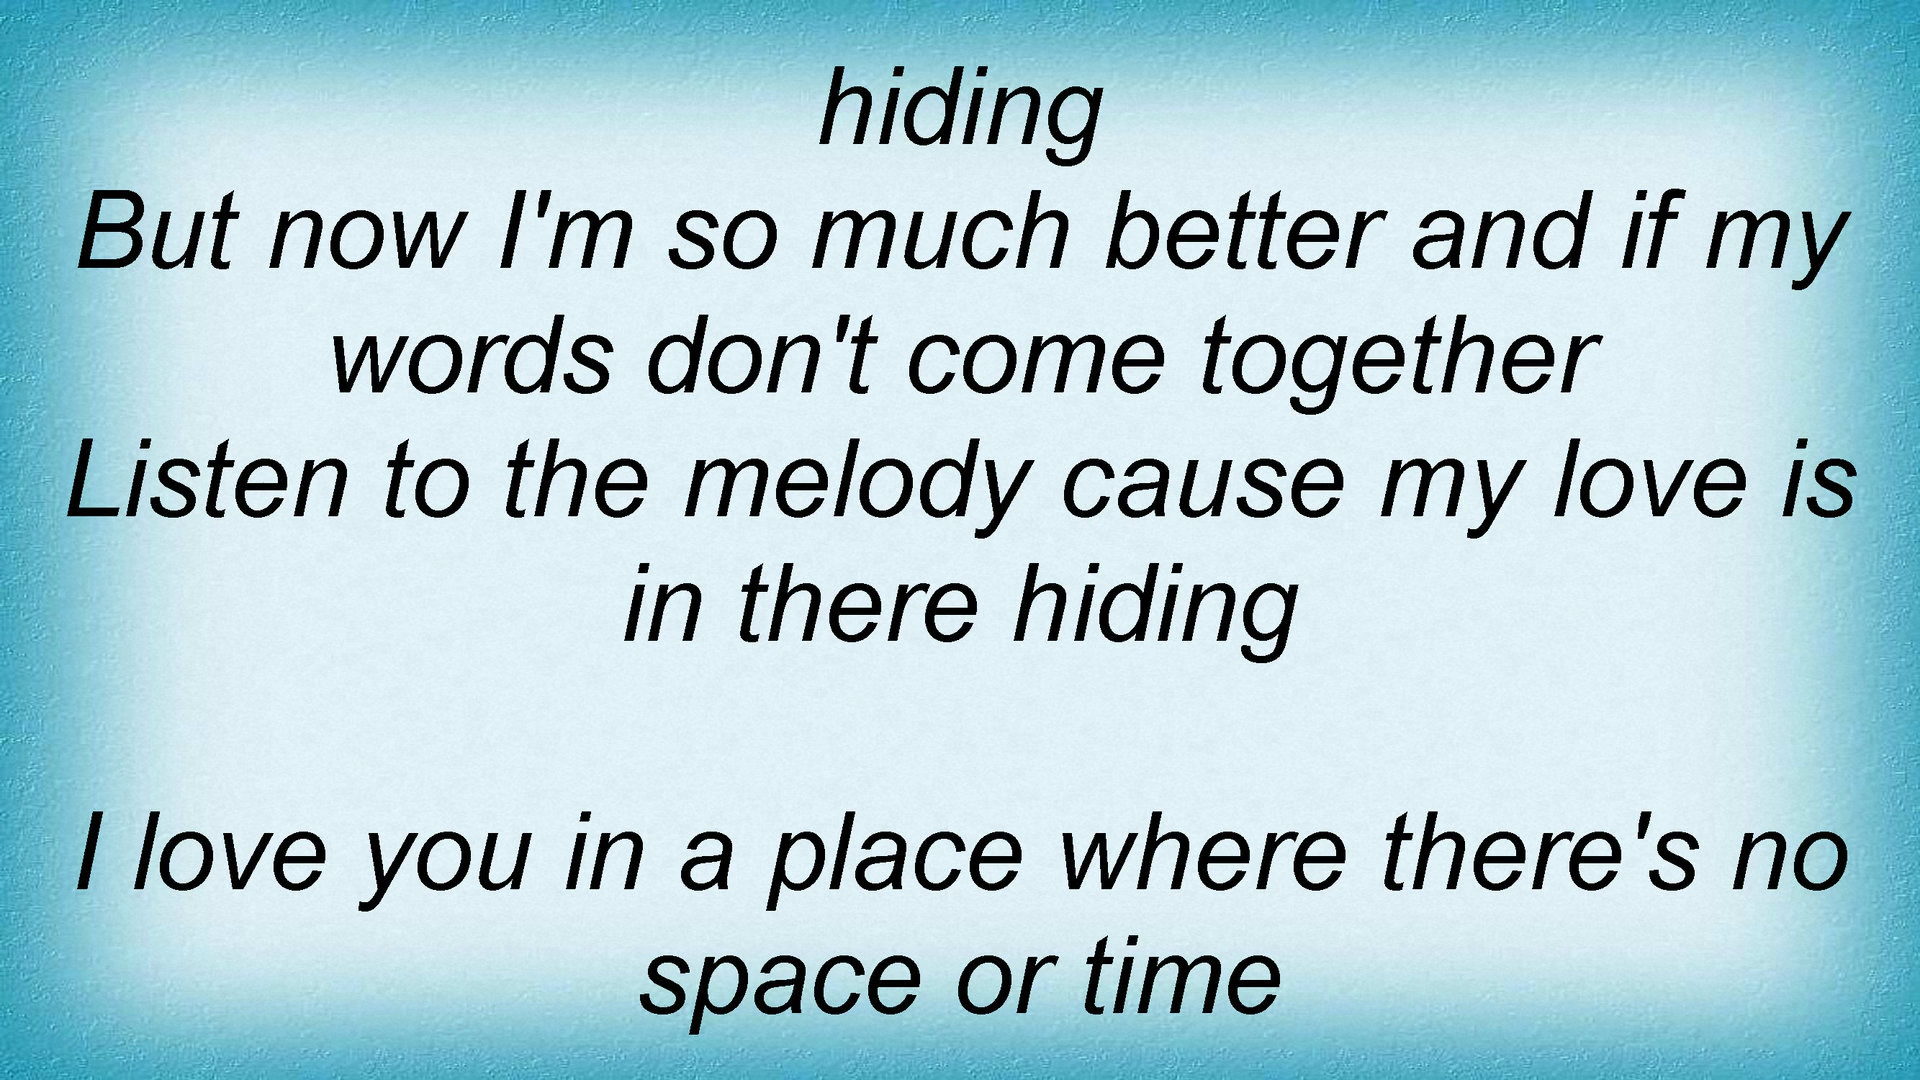 hiding
But now I'm so much better and if my
words don't come together
Listen to the melody cause my love is
in there hiding
I love you in a place where there's no
space or time